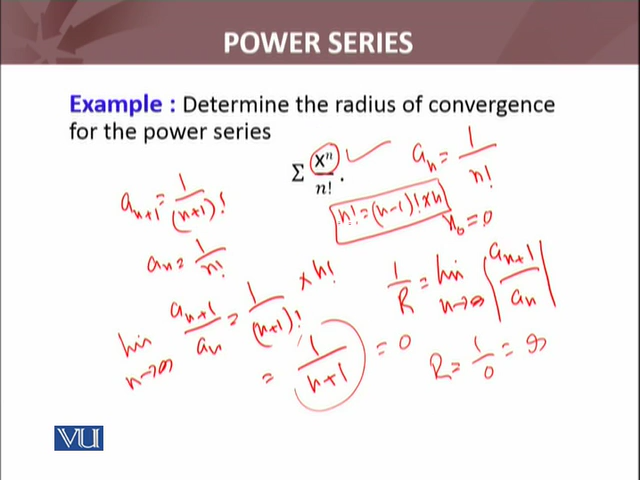 POWER SERIES
Example : Determine the radius of convergence
for the power series
Σ xⁿ/n! .
aₙ = 1/n!
n! = (n-1)! × n
x₀ = 0
aₙ₊₁ = 1/(n+1)!
aₙ = 1/n!
lim n→∞ aₙ₊₁/aₙ = 1/(n+1)! × n!
= 1/(n+1) = 0
1/R = lim n→∞ |aₙ₊₁/aₙ|
R = 1/0 = ∞
VU